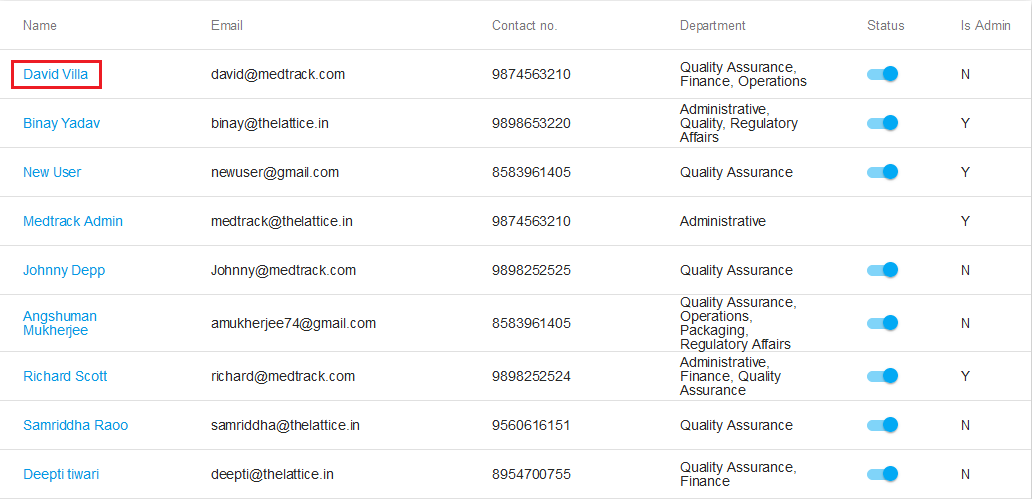 Name Email Contact no. Department Status Is Admin
David Villa david@medtrack.com 9874563210 Quality Assurance, Finance, Operations N
Binay Yadav binay@thelattice.in 9898653220 Administrative, Quality, Regulatory Affairs Y
New User newuser@gmail.com 8583961405 Quality Assurance Y
Medtrack Admin medtrack@thelattice.in 9874563210 Administrative Y
Johnny Depp Johnny@medtrack.com 9898252525 Quality Assurance N
Angshuman Mukherjee amukherjee74@gmail.com 8583961405 Quality Assurance, Operations, Packaging, Regulatory Affairs N
Richard Scott richard@medtrack.com 9898252524 Administrative, Finance, Quality Assurance Y
Samriddha Raoo samriddha@thelattice.in 9560616151 Quality Assurance N
Deepti tiwari deepti@thelattice.in 8954700755 Quality Assurance, Finance N